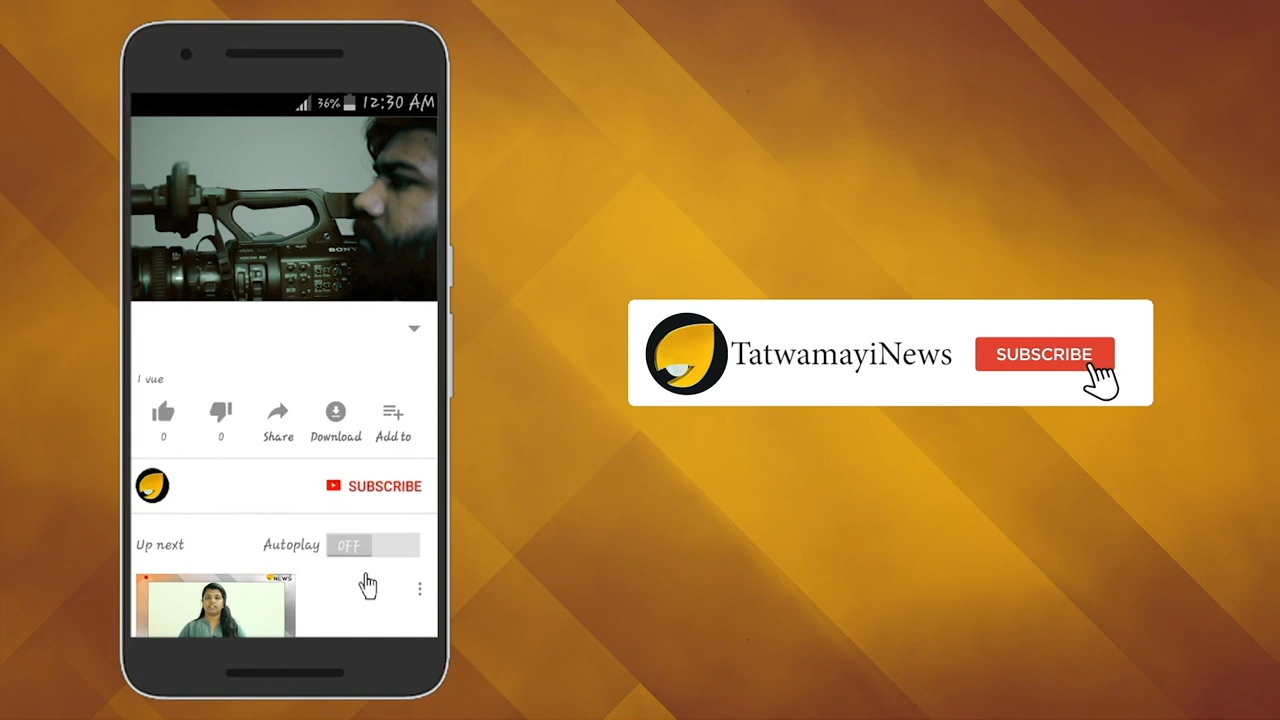 36% 12:30 AM
SONY
1 vue
0
0
Share
Download
Add to
SUBSCRIBE
Up next
Autoplay
OFF
NEWS
TatwamayiNews
SUBSCRIBE